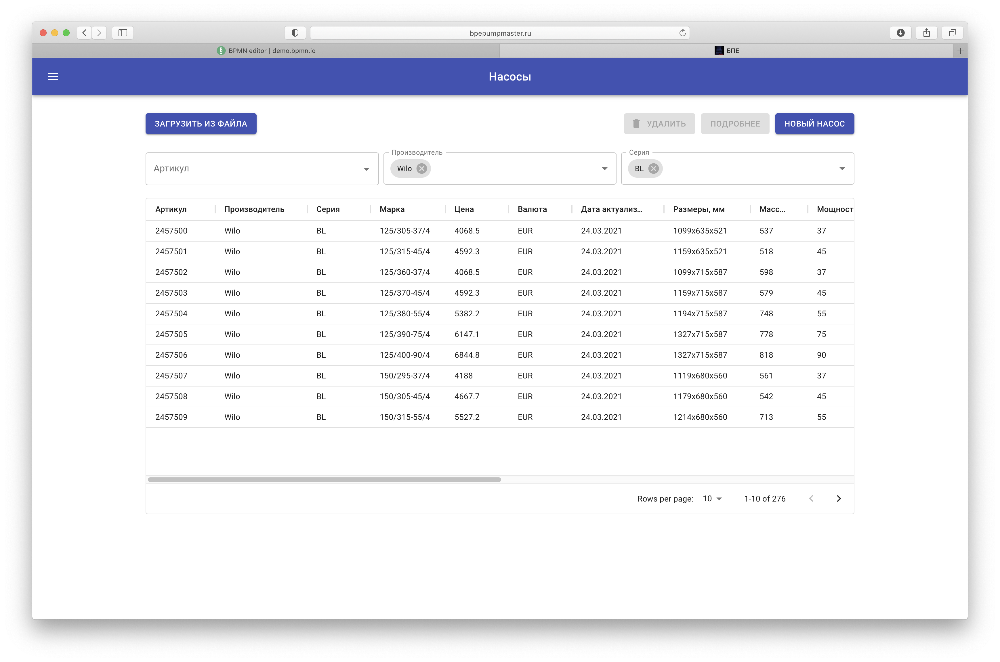 bpepumpmaster.ru
BPMN editor | demo.bpmn.io
БПЕ
Насосы
ЗАГРУЗИТЬ ИЗ ФАЙЛА
УДАЛИТЬ
ПОДРОБНЕЕ
НОВЫЙ НАСОС
Артикул
Производитель
Wilo
Серия
BL
Артикул Производитель Серия Марка Цена Валюта Дата актуализ... Размеры, мм Масс... Мощност
2457500 Wilo BL 125/305-37/4 4068.5 EUR 24.03.2021 1099x635x521 537 37
2457501 Wilo BL 125/315-45/4 4592.3 EUR 24.03.2021 1159x635x521 518 45
2457502 Wilo BL 125/360-37/4 4068.5 EUR 24.03.2021 1099x715x587 598 37
2457503 Wilo BL 125/370-45/4 4592.3 EUR 24.03.2021 1159x715x587 579 45
2457504 Wilo BL 125/380-55/4 5382.2 EUR 24.03.2021 1194x715x587 748 55
2457505 Wilo BL 125/390-75/4 6147.1 EUR 24.03.2021 1327x715x587 778 75
2457506 Wilo BL 125/400-90/4 6844.8 EUR 24.03.2021 1327x715x587 818 90
2457507 Wilo BL 150/295-37/4 4188 EUR 24.03.2021 1119x680x560 561 37
2457508 Wilo BL 150/305-45/4 4667.7 EUR 24.03.2021 1179x680x560 542 45
2457509 Wilo BL 150/315-55/4 5527.2 EUR 24.03.2021 1214x680x560 713 55
Rows per page: 10 1-10 of 276